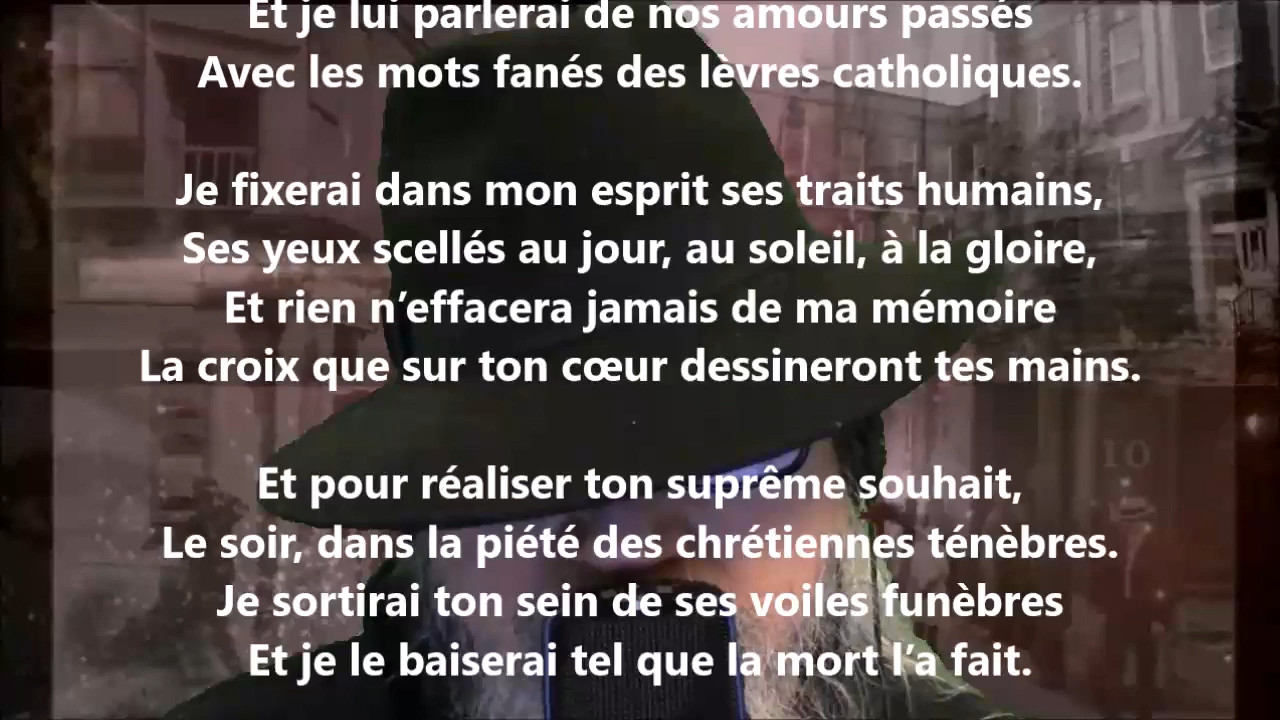 Et je lui parlerai de nos amours passés
Avec les mots fanés des lèvres catholiques.
Je fixerai dans mon esprit ses traits humains,
Ses yeux scellés au jour, au soleil, à la gloire,
Et rien n’effacera jamais de ma mémoire
La croix que sur ton cœur dessineront tes mains.
10
Et pour réaliser ton suprême souhait,
Le soir, dans la piété des chrétiennes ténèbres.
Je sortirai ton sein de ses voiles funèbres
Et je le baiserai tel que la mort l’a fait.